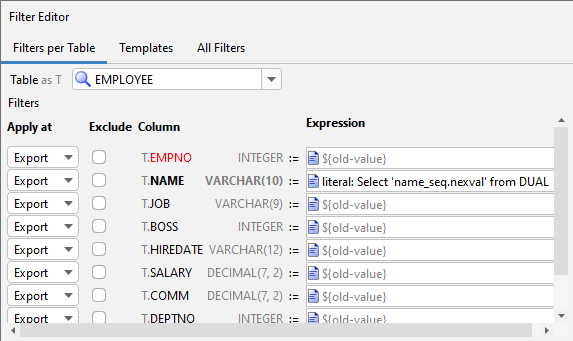 Filter Editor
Filters per Table Templates All Filters
Table as T EMPLOYEE
Filters
Apply at Exclude Column Expression
Export T.EMPNO INTEGER := ${old-value}
Export T.NAME VARCHAR(10) := literal: Select 'name_seq.nexval' from DUAL
Export T.JOB VARCHAR(9) := ${old-value}
Export T.BOSS INTEGER := ${old-value}
Export T.HIREDATE VARCHAR(12) := ${old-value}
Export T.SALARY DECIMAL(7, 2) := ${old-value}
Export T.COMM DECIMAL(7, 2) := ${old-value}
Export T.DEPTNO INTEGER := ${old-value}